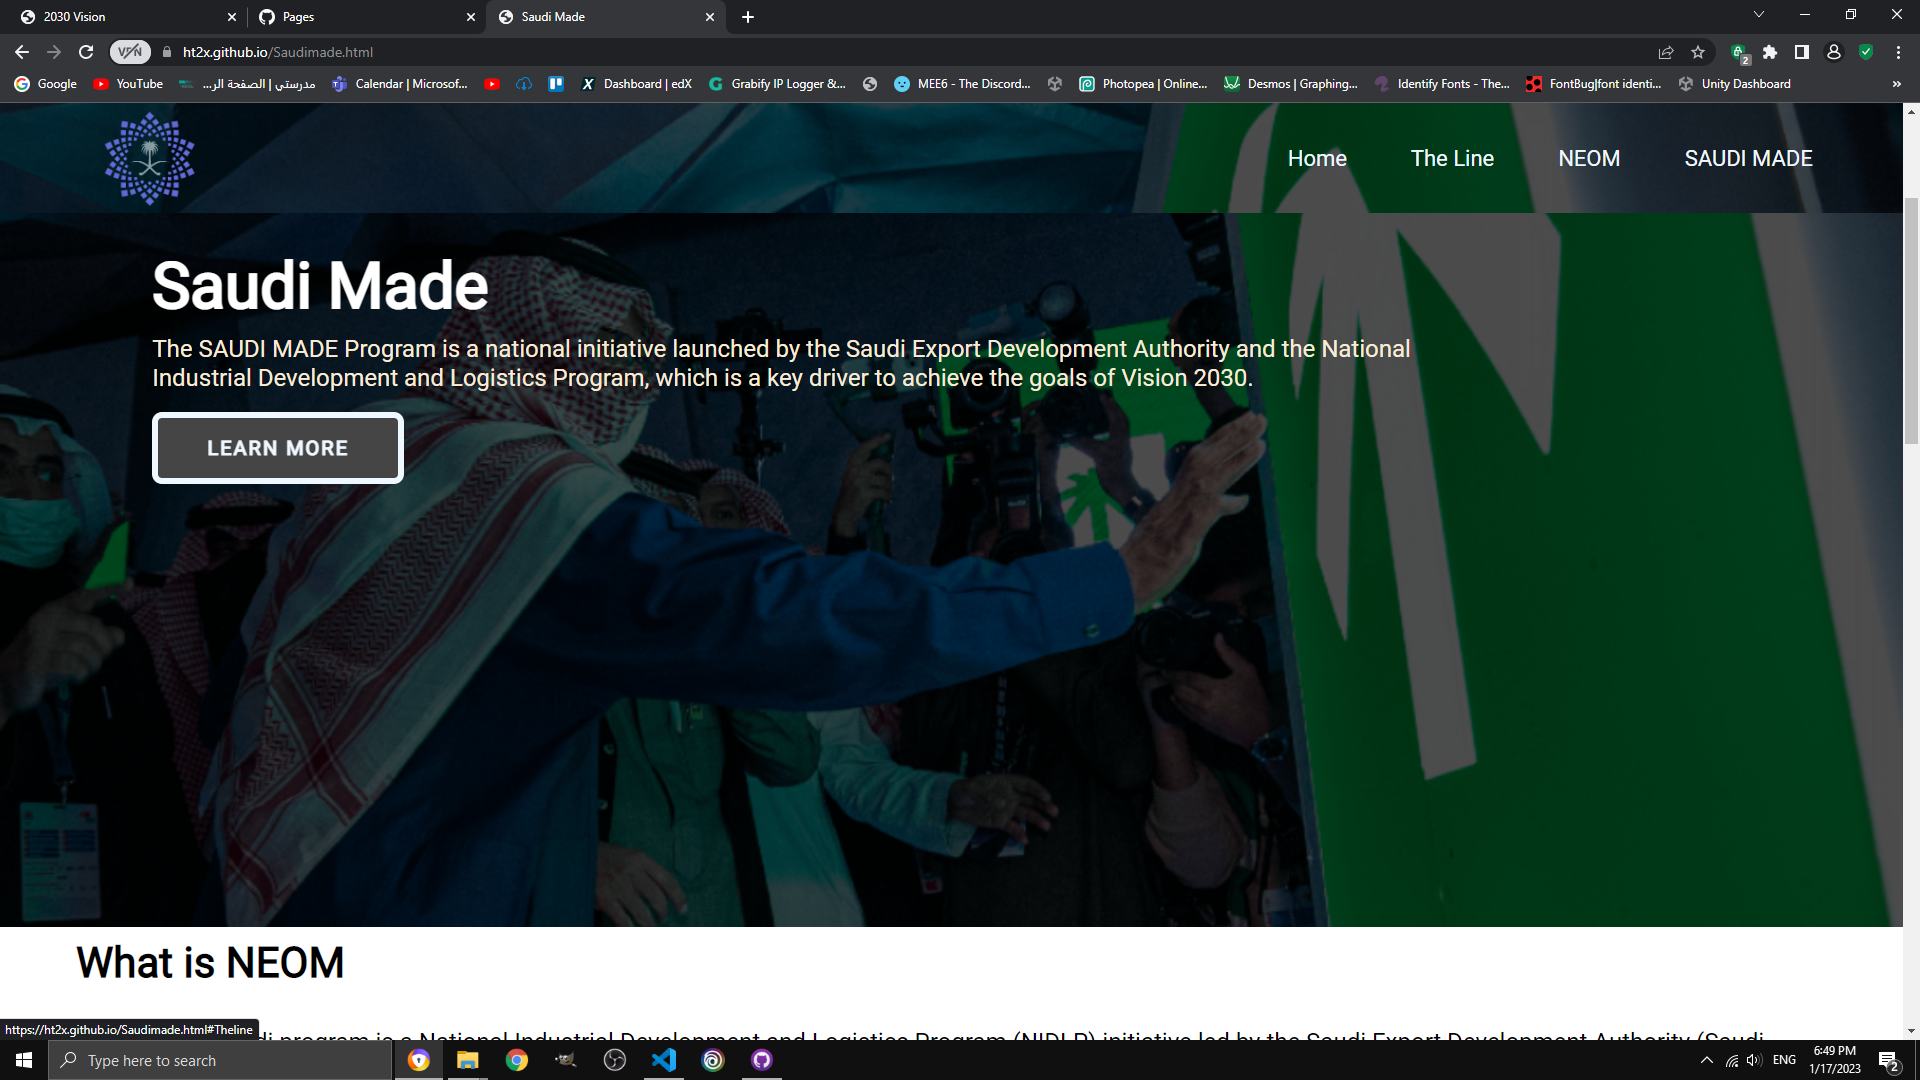 2030 Vision
Pages
Saudi Made
VPN
ht2x.github.io/Saudimade.html
2
Google
YouTube
مدرستي | الصفحة الر...
Calendar | Microsof...
Dashboard | edX
Grabify IP Logger &...
MEE6 - The Discord...
Photopea | Online...
Desmos | Graphing...
Identify Fonts - The...
FontBug|font identi...
Unity Dashboard
»
Home
The Line
NEOM
SAUDI MADE
Saudi Made
The SAUDI MADE Program is a national initiative launched by the Saudi Export Development Authority and the National
Industrial Development and Logistics Program, which is a key driver to achieve the goals of Vision 2030.
LEARN MORE
What is NEOM
program is a National Industrial Development and Logistics Program (NIDLP) initiative led by the Saudi Export Development Authority (Saudi
https://ht2x.github.io/Saudimade.html#Theline
Type here to search
ENG
6:49 PM
1/17/2023
2